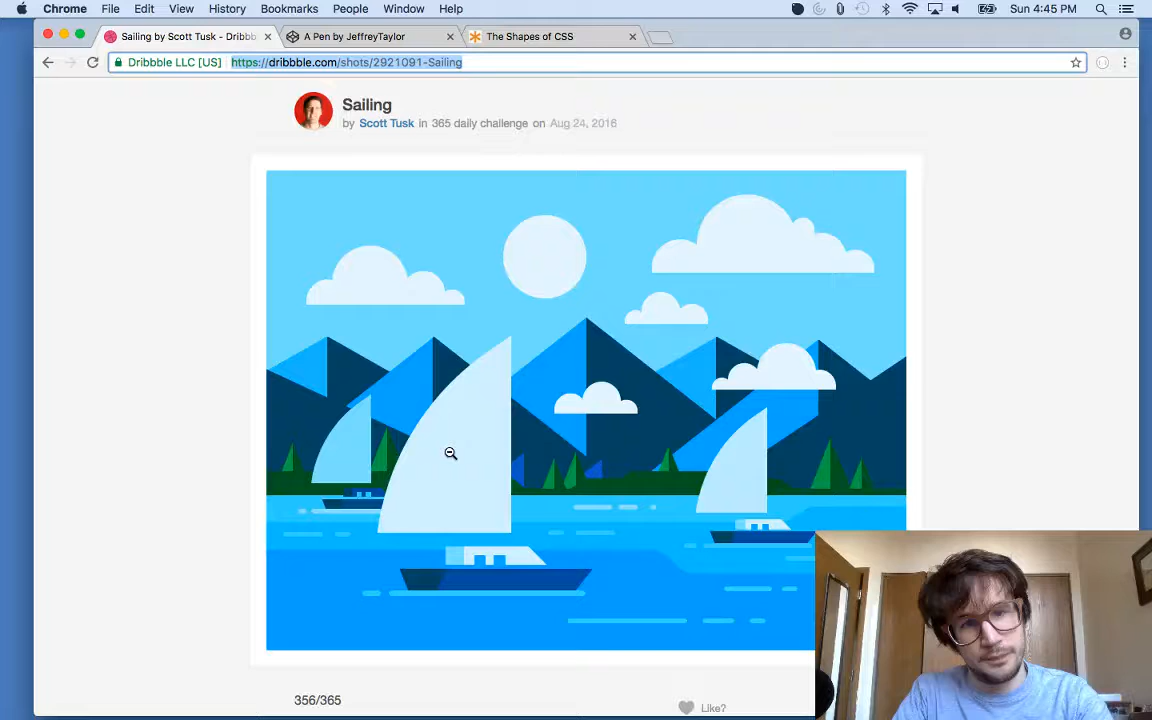 Chrome File Edit View History Bookmarks People Window Help Sun 4:45 PM
Sailing by Scott Tusk - Dribbb A Pen by JeffreyTaylor The Shapes of CSS
Dribbble LLC [US] https://dribbble.com/shots/2921091-Sailing
Sailing
by Scott Tusk in 365 daily challenge on Aug 24, 2016
356/365 Like?